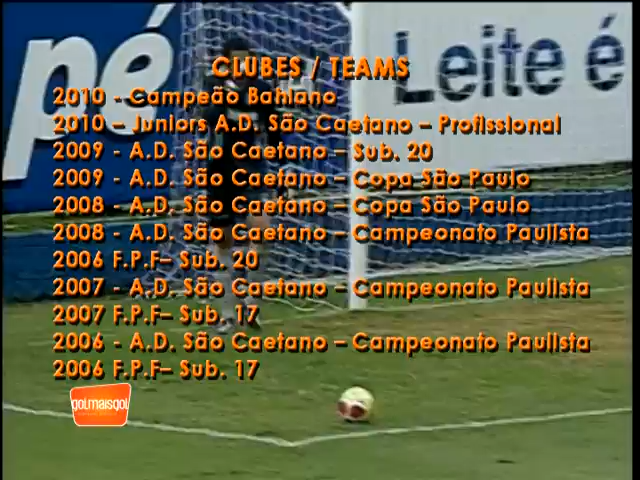 CLUBES / TEAMS
pé
Leite é
2010 - Campeão Bahiano
2010 – Juniors A.D. São Caetano – Profissional
2009 - A.D. São Caetano – Sub. 20
2009 - A.D. São Caetano – Copa São Paulo
2008 - A.D. São Caetano – Copa São Paulo
2008 - A.D. São Caetano – Campeonato Paulista
2006 F.P.F– Sub. 20
2007 - A.D. São Caetano – Campeonato Paulista
2007 F.P.F– Sub. 17
2006 - A.D. São Caetano – Campeonato Paulista
2006 F.P.F– Sub. 17
golmaisgol